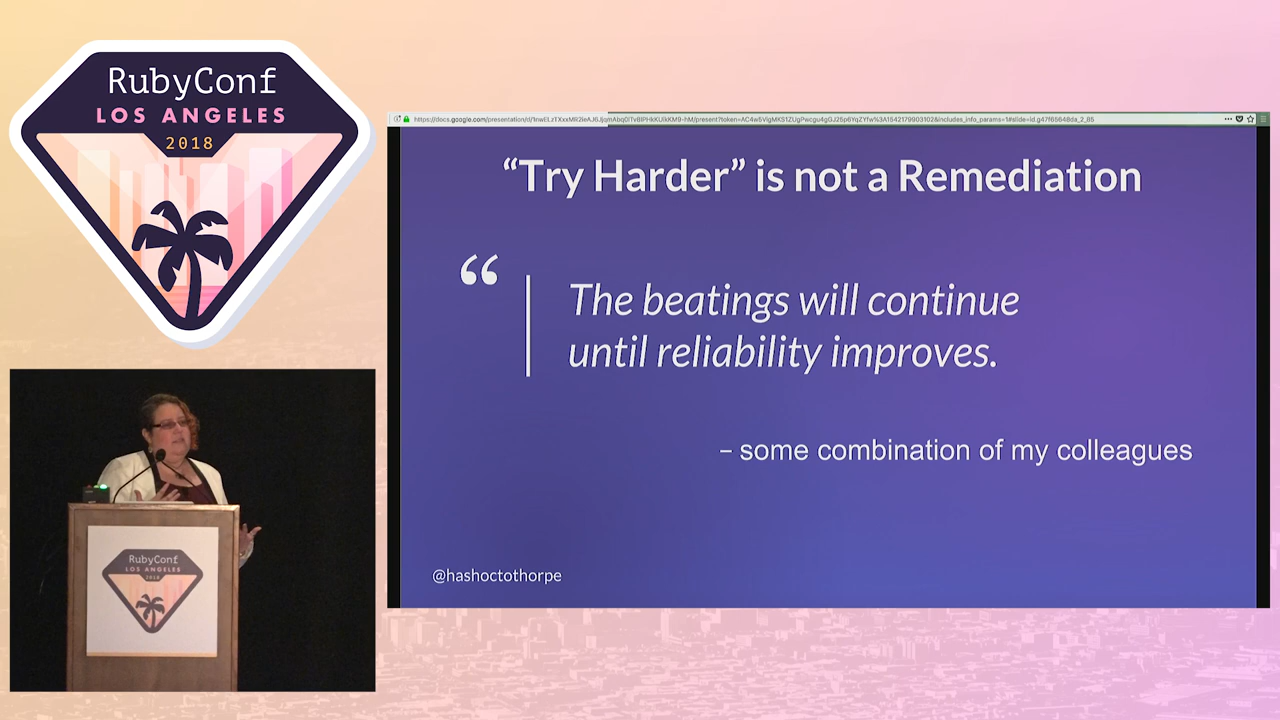 RubyConf
LOS ANGELES
2018
“Try Harder” is not a Remediation
“
The beatings will continue
until reliability improves.
– some combination of my colleagues
@hashoctothorpe
RubyConf
LOS ANGELES
2018